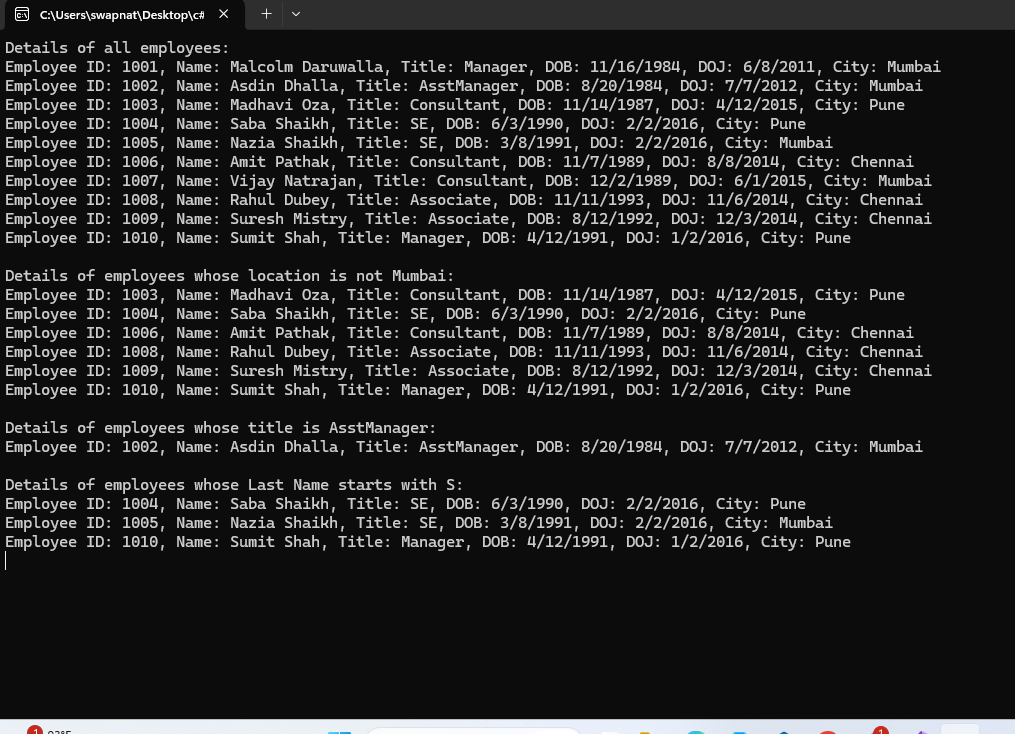 C:\Users\swapnat\Desktop\c#
Details of all employees:
Employee ID: 1001, Name: Malcolm Daruwalla, Title: Manager, DOB: 11/16/1984, DOJ: 6/8/2011, City: Mumbai
Employee ID: 1002, Name: Asdin Dhalla, Title: AsstManager, DOB: 8/20/1984, DOJ: 7/7/2012, City: Mumbai
Employee ID: 1003, Name: Madhavi Oza, Title: Consultant, DOB: 11/14/1987, DOJ: 4/12/2015, City: Pune
Employee ID: 1004, Name: Saba Shaikh, Title: SE, DOB: 6/3/1990, DOJ: 2/2/2016, City: Pune
Employee ID: 1005, Name: Nazia Shaikh, Title: SE, DOB: 3/8/1991, DOJ: 2/2/2016, City: Mumbai
Employee ID: 1006, Name: Amit Pathak, Title: Consultant, DOB: 11/7/1989, DOJ: 8/8/2014, City: Chennai
Employee ID: 1007, Name: Vijay Natrajan, Title: Consultant, DOB: 12/2/1989, DOJ: 6/1/2015, City: Mumbai
Employee ID: 1008, Name: Rahul Dubey, Title: Associate, DOB: 11/11/1993, DOJ: 11/6/2014, City: Chennai
Employee ID: 1009, Name: Suresh Mistry, Title: Associate, DOB: 8/12/1992, DOJ: 12/3/2014, City: Chennai
Employee ID: 1010, Name: Sumit Shah, Title: Manager, DOB: 4/12/1991, DOJ: 1/2/2016, City: Pune
Details of employees whose location is not Mumbai:
Employee ID: 1003, Name: Madhavi Oza, Title: Consultant, DOB: 11/14/1987, DOJ: 4/12/2015, City: Pune
Employee ID: 1004, Name: Saba Shaikh, Title: SE, DOB: 6/3/1990, DOJ: 2/2/2016, City: Pune
Employee ID: 1006, Name: Amit Pathak, Title: Consultant, DOB: 11/7/1989, DOJ: 8/8/2014, City: Chennai
Employee ID: 1008, Name: Rahul Dubey, Title: Associate, DOB: 11/11/1993, DOJ: 11/6/2014, City: Chennai
Employee ID: 1009, Name: Suresh Mistry, Title: Associate, DOB: 8/12/1992, DOJ: 12/3/2014, City: Chennai
Employee ID: 1010, Name: Sumit Shah, Title: Manager, DOB: 4/12/1991, DOJ: 1/2/2016, City: Pune
Details of employees whose title is AsstManager:
Employee ID: 1002, Name: Asdin Dhalla, Title: AsstManager, DOB: 8/20/1984, DOJ: 7/7/2012, City: Mumbai
Details of employees whose Last Name starts with S:
Employee ID: 1004, Name: Saba Shaikh, Title: SE, DOB: 6/3/1990, DOJ: 2/2/2016, City: Pune
Employee ID: 1005, Name: Nazia Shaikh, Title: SE, DOB: 3/8/1991, DOJ: 2/2/2016, City: Mumbai
Employee ID: 1010, Name: Sumit Shah, Title: Manager, DOB: 4/12/1991, DOJ: 1/2/2016, City: Pune